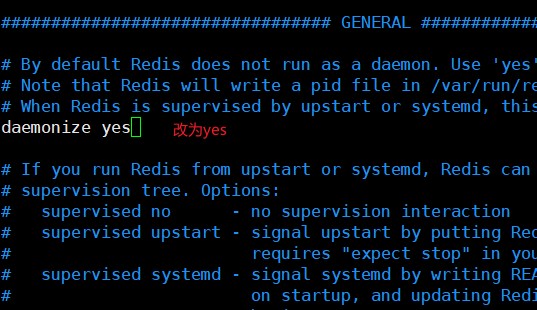 ################################ GENERAL ############
# By default Redis does not run as a daemon. Use 'yes'
# Note that Redis will write a pid file in /var/run/re
# When Redis is supervised by upstart or systemd, this
daemonize yes 改为yes
# If you run Redis from upstart or systemd, Redis can
# supervision tree. Options:
#   supervised no      - no supervision interaction
#   supervised upstart - signal upstart by putting Red
#                        requires "expect stop" in you
#   supervised systemd - signal systemd by writing REA
#                        on startup, and updating Redi